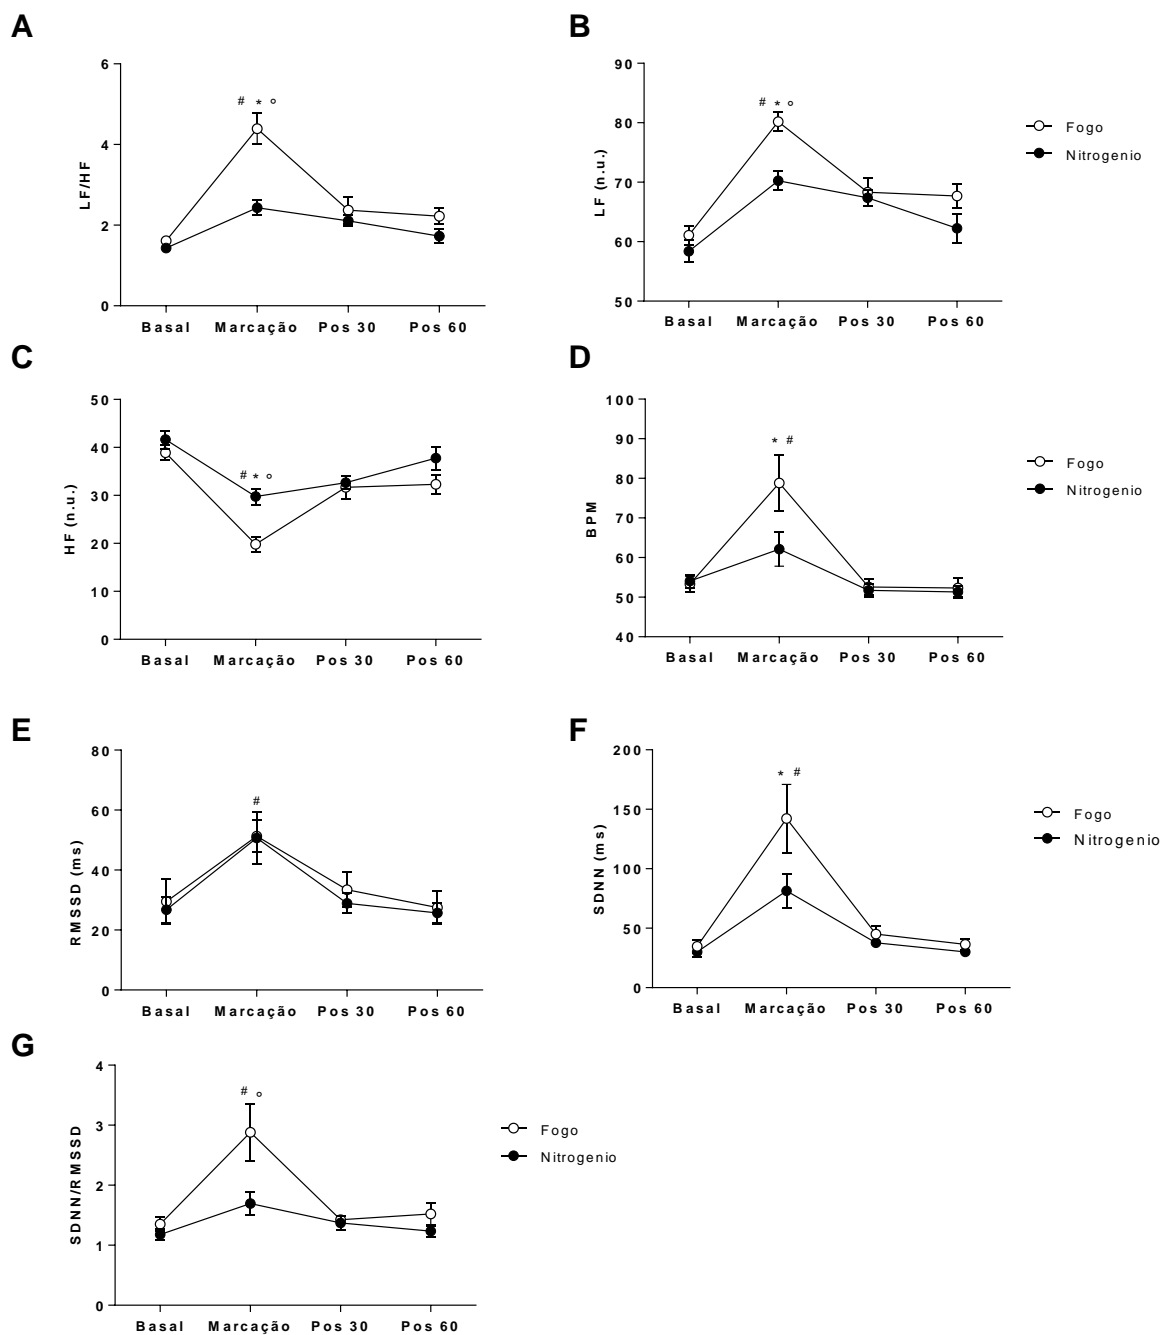 A
6
4
2
0
LF/HF
# * °
Basal Marcação Pos 30 Pos 60
B
90
80
70
60
50
LF (n.u.)
# * °
Basal Marcação Pos 30 Pos 60
Fogo
Nitrogenio
C
50
40
30
20
10
0
HF (n.u.)
# * °
Basal Marcação Pos 30 Pos 60
D
100
90
80
70
60
50
40
BPM
* #
Basal Marcação Pos 30 Pos 60
Fogo
Nitrogenio
E
80
60
40
20
0
RMSSD (ms)
#
Basal Marcação Pos 30 Pos 60
F
200
150
100
50
0
SDNN (ms)
* #
Basal Marcação Pos 30 Pos 60
Fogo
Nitrogenio
G
4
3
2
1
0
SDNN/RMSSD
# °
Basal Marcação Pos 30 Pos 60
Fogo
Nitrogenio